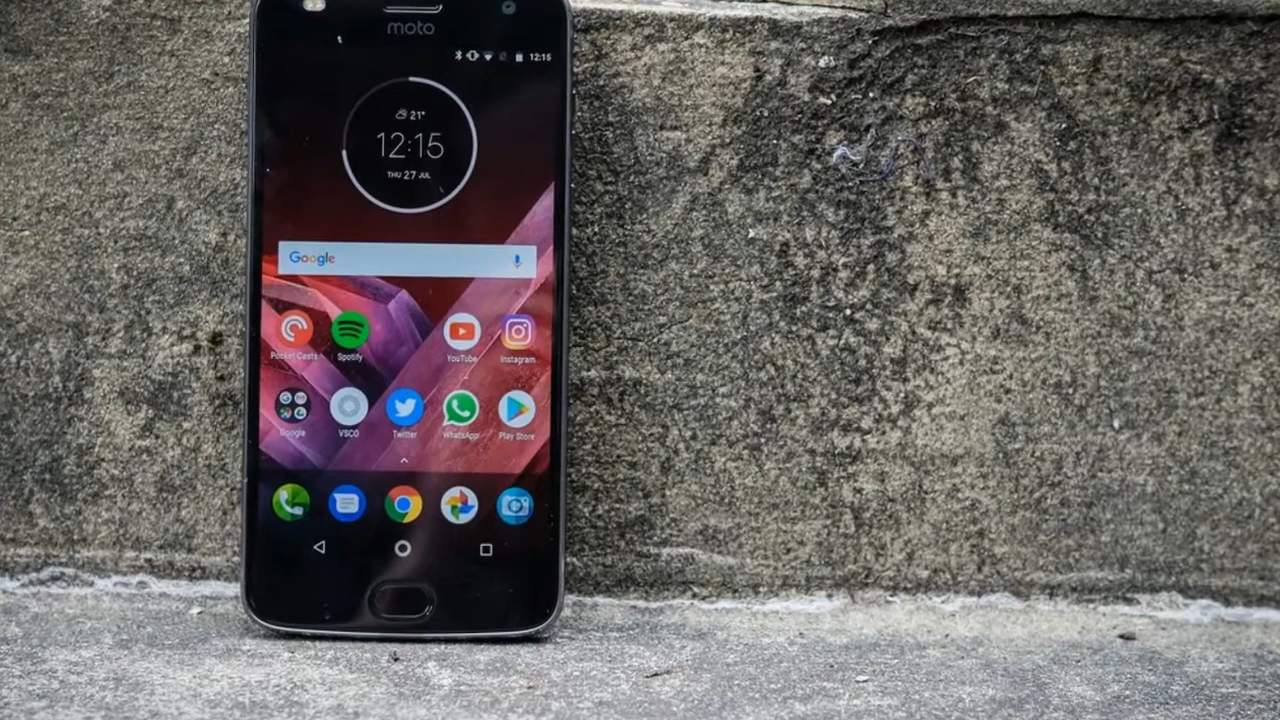 moto
12:15
21°
12:15
THU 27 JUL
Google
Pocket Casts Spotify YouTube Instagram
Google VSCO Twitter WhatsApp Play Store